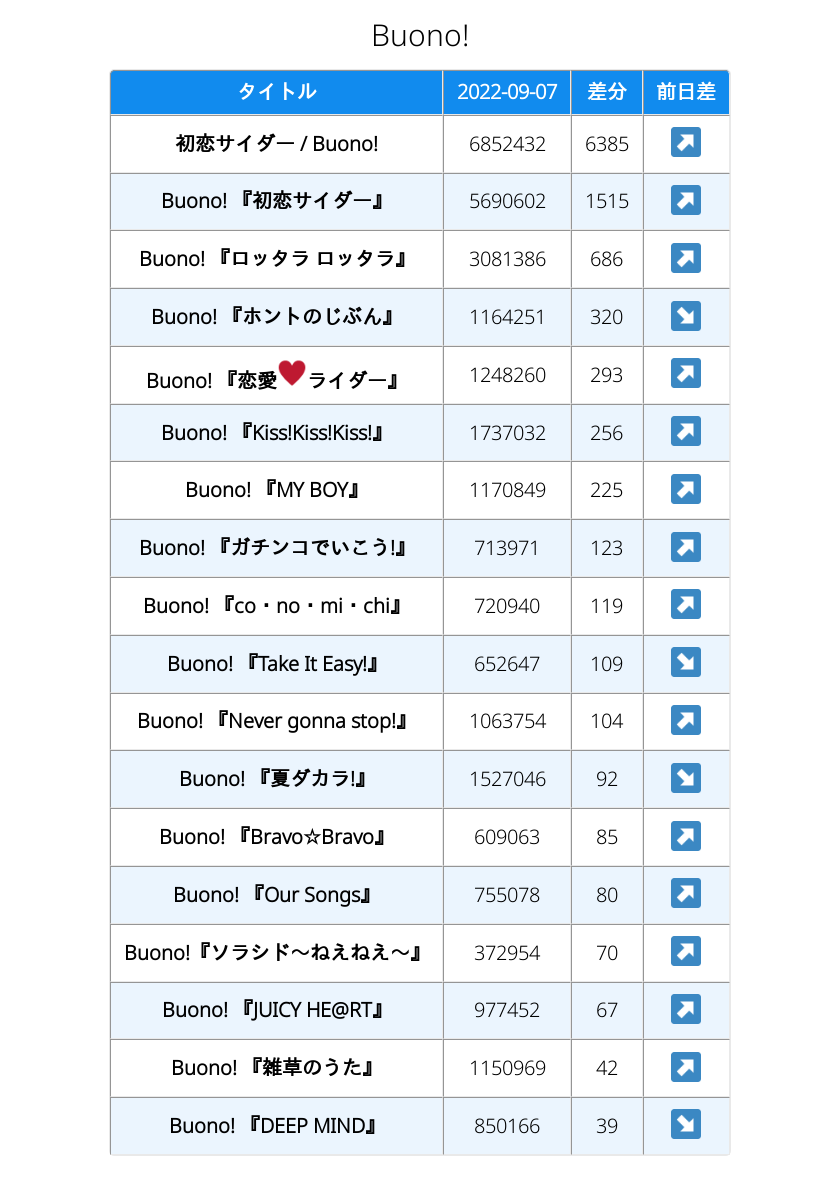 Buono!
タイトル 2022-09-07 差分 前日差
初恋サイダー / Buono! 6852432 6385 ↗
Buono! 『初恋サイダー』 5690602 1515 ↗
Buono! 『ロッタラ ロッタラ』 3081386 686 ↗
Buono! 『ホントのじぶん』 1164251 320 ↘
Buono! 『恋愛♥ライダー』 1248260 293 ↗
Buono! 『Kiss!Kiss!Kiss!』 1737032 256 ↗
Buono! 『MY BOY』 1170849 225 ↗
Buono! 『ガチンコでいこう!』 713971 123 ↗
Buono! 『co・no・mi・chi』 720940 119 ↗
Buono! 『Take It Easy!』 652647 109 ↘
Buono! 『Never gonna stop!』 1063754 104 ↗
Buono! 『夏ダカラ!』 1527046 92 ↘
Buono! 『Bravo☆Bravo』 609063 85 ↗
Buono! 『Our Songs』 755078 80 ↗
Buono!『ソラシド～ねえねえ～』 372954 70 ↗
Buono! 『JUICY HE@RT』 977452 67 ↗
Buono! 『雑草のうた』 1150969 42 ↗
Buono! 『DEEP MIND』 850166 39 ↘